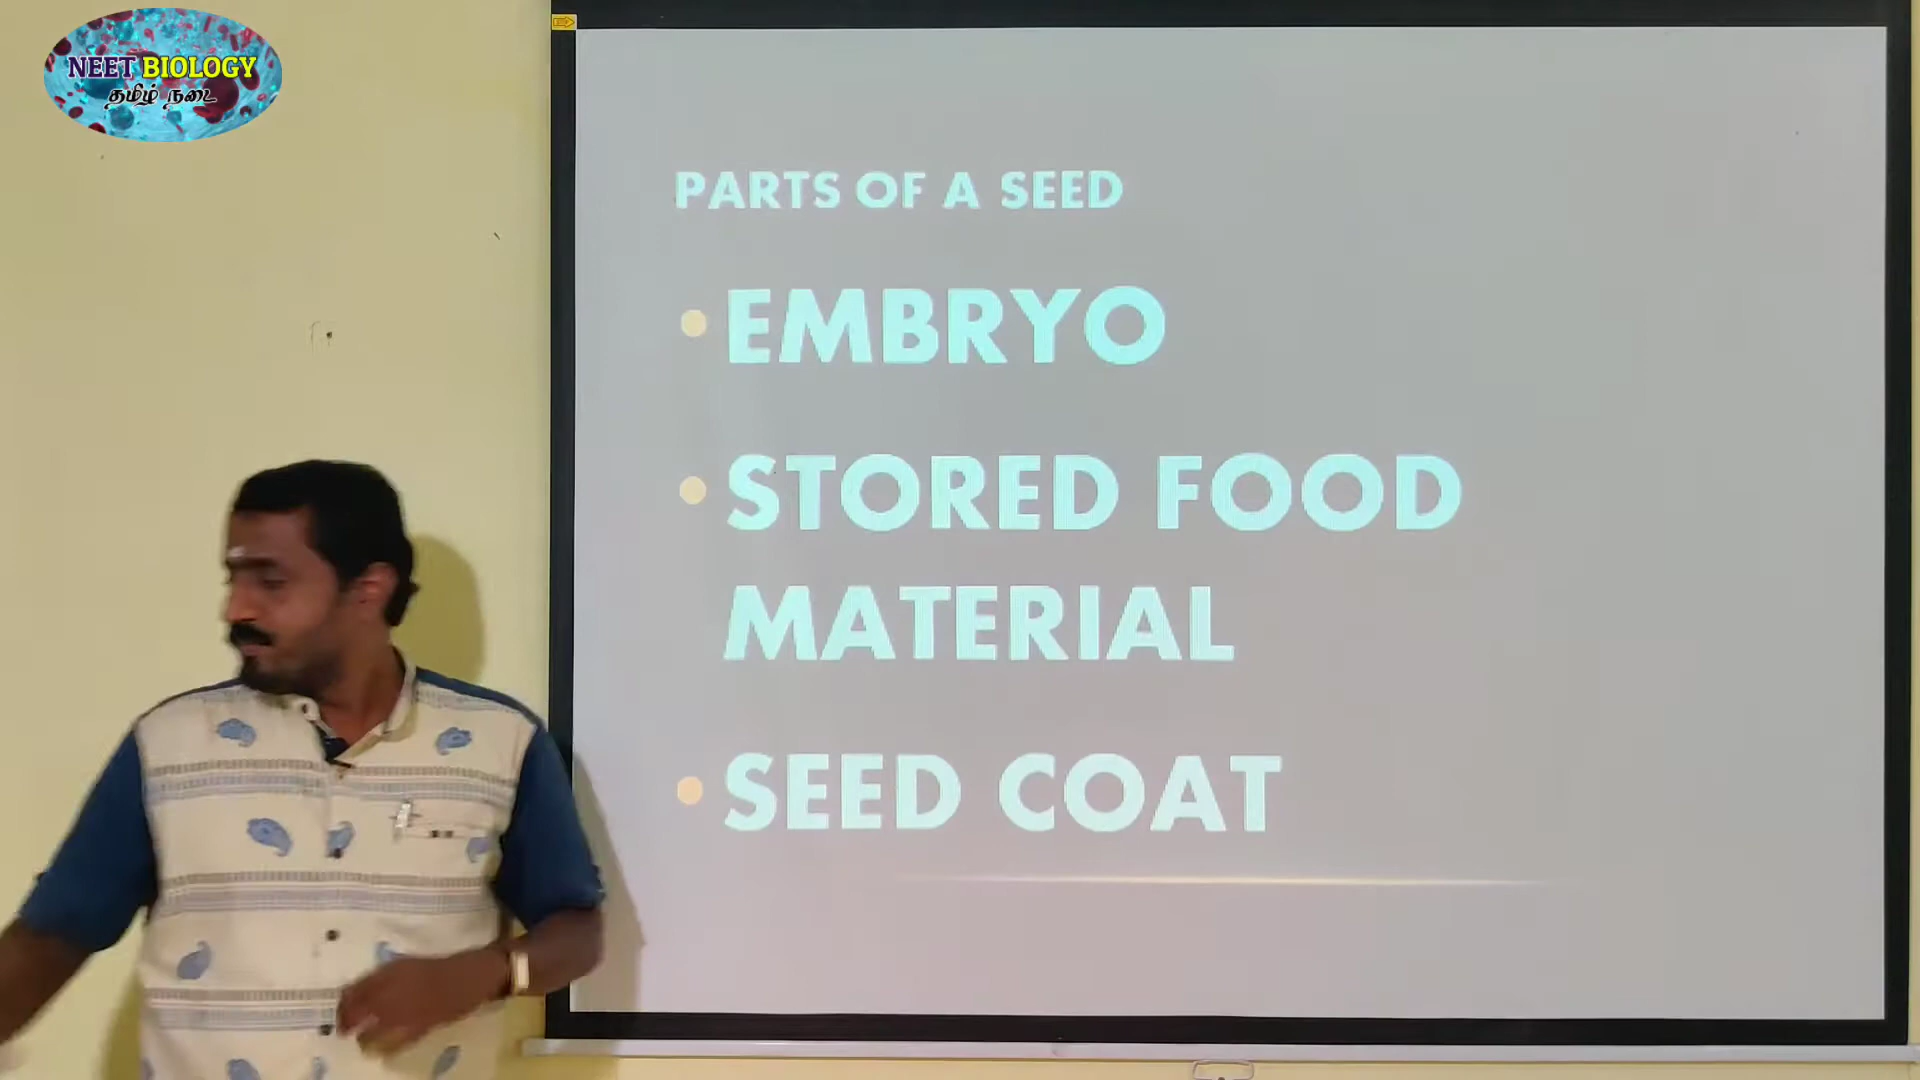 NEET BIOLOGY
தமிழ் நடை
PARTS OF A SEED
• EMBRYO
• STORED FOOD
MATERIAL
• SEED COAT